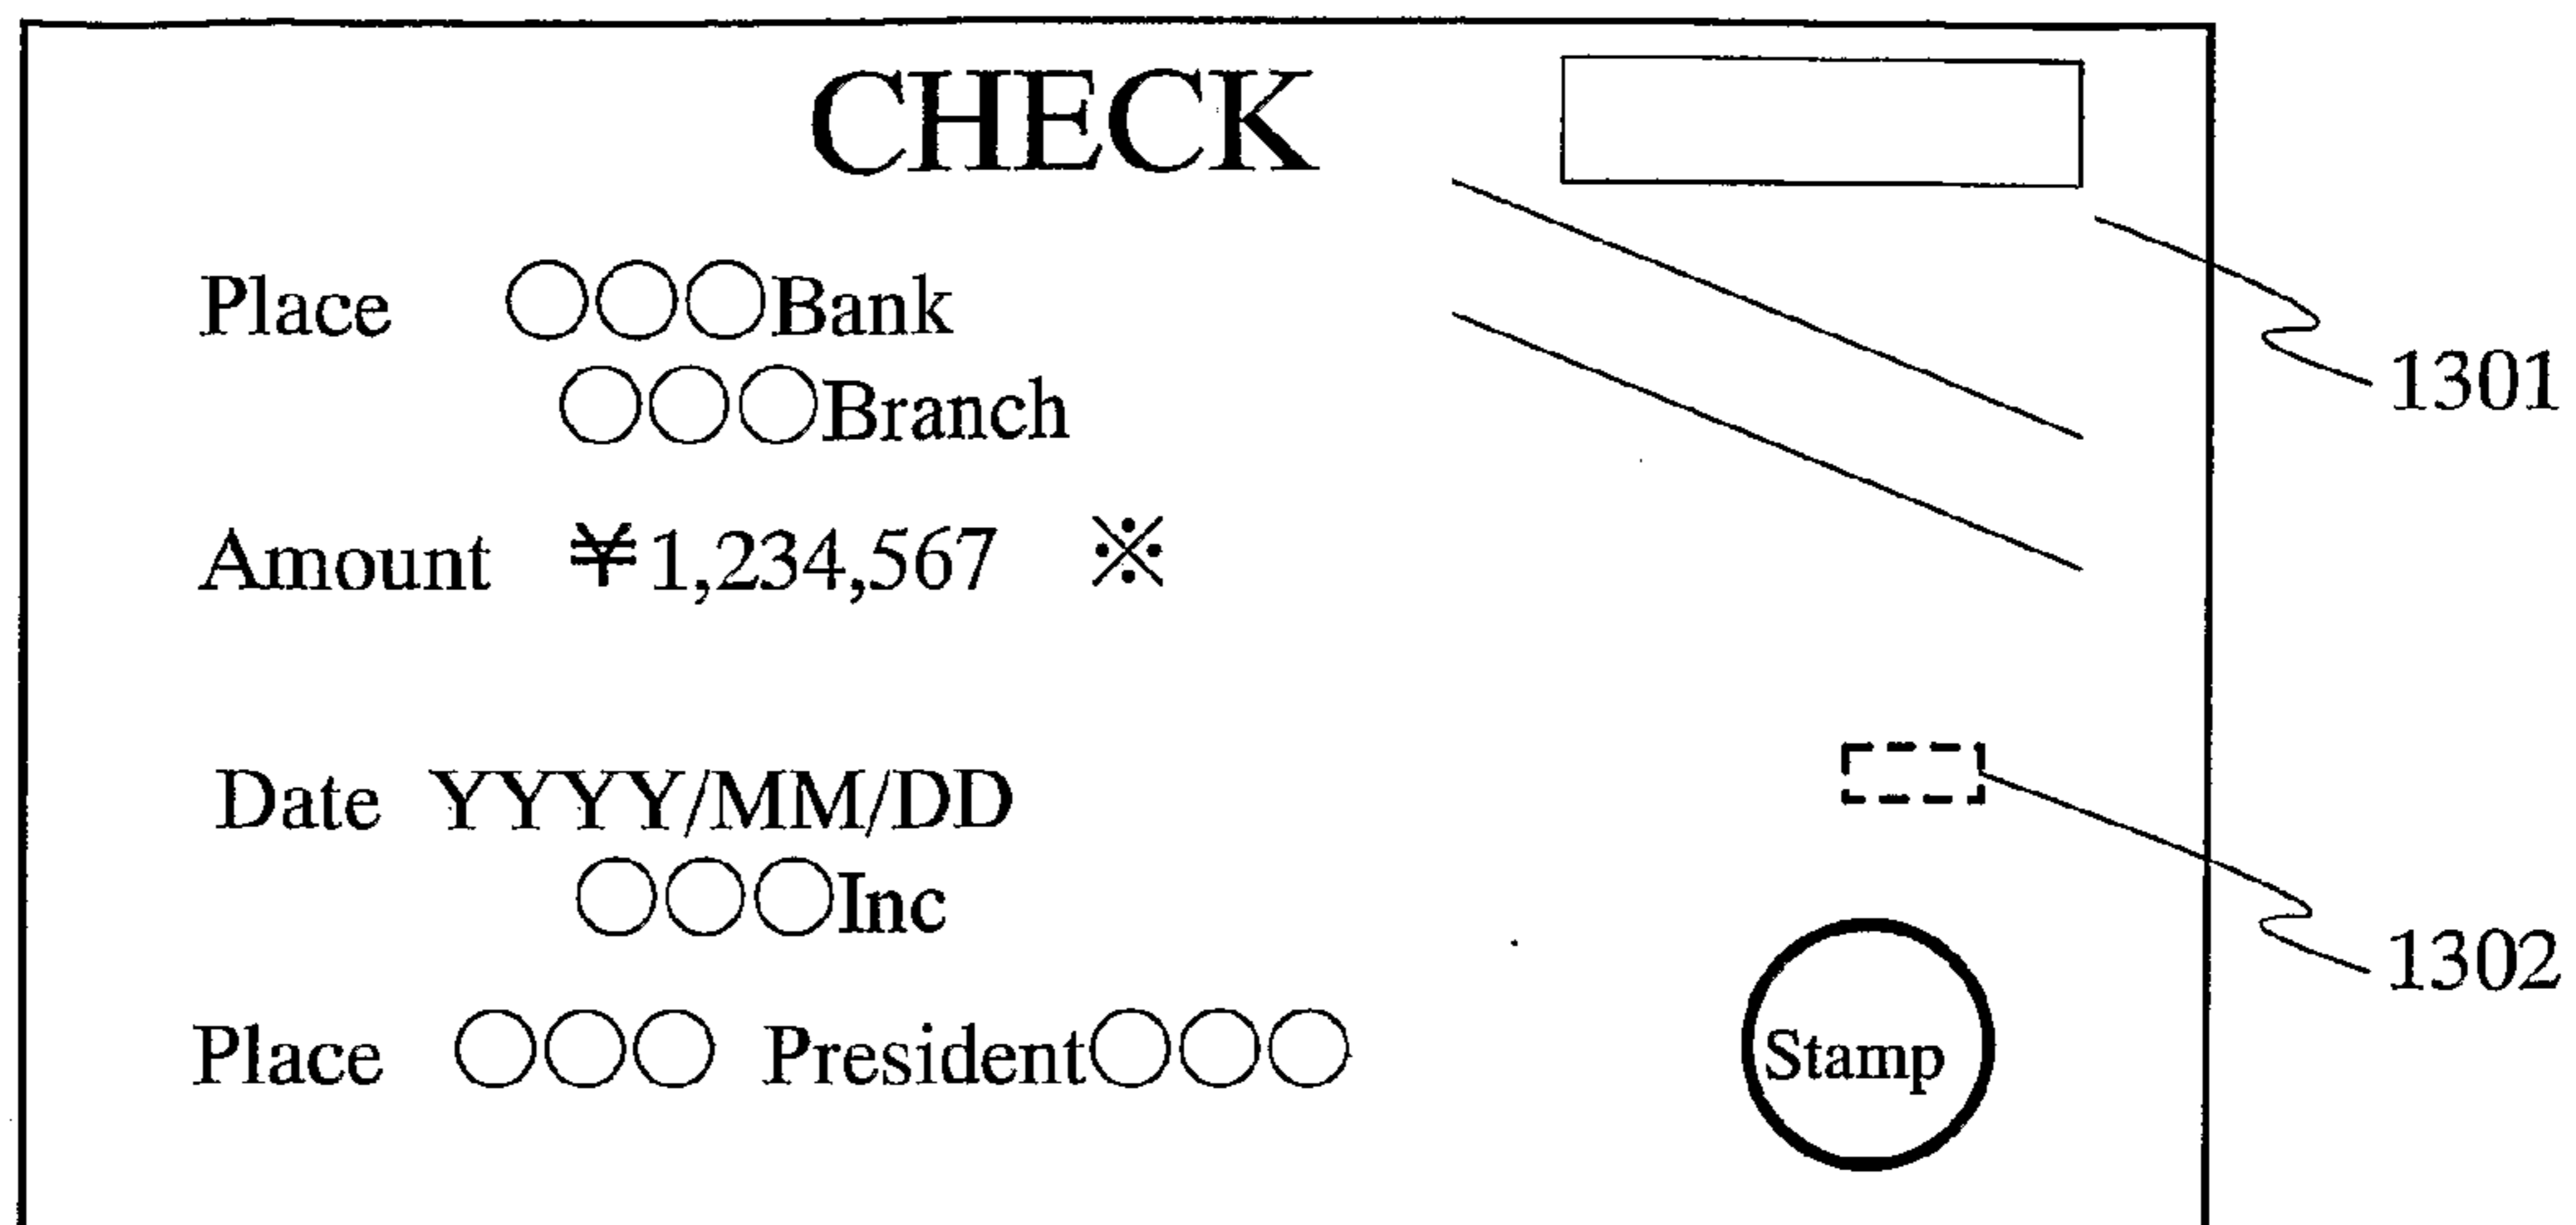 CHECK
Place ○○○Bank
○○○Branch
1301
Amount ¥1,234,567 ※
Date YYYY/MM/DD
○○○Inc
1302
Place ○○○ President○○○
Stamp